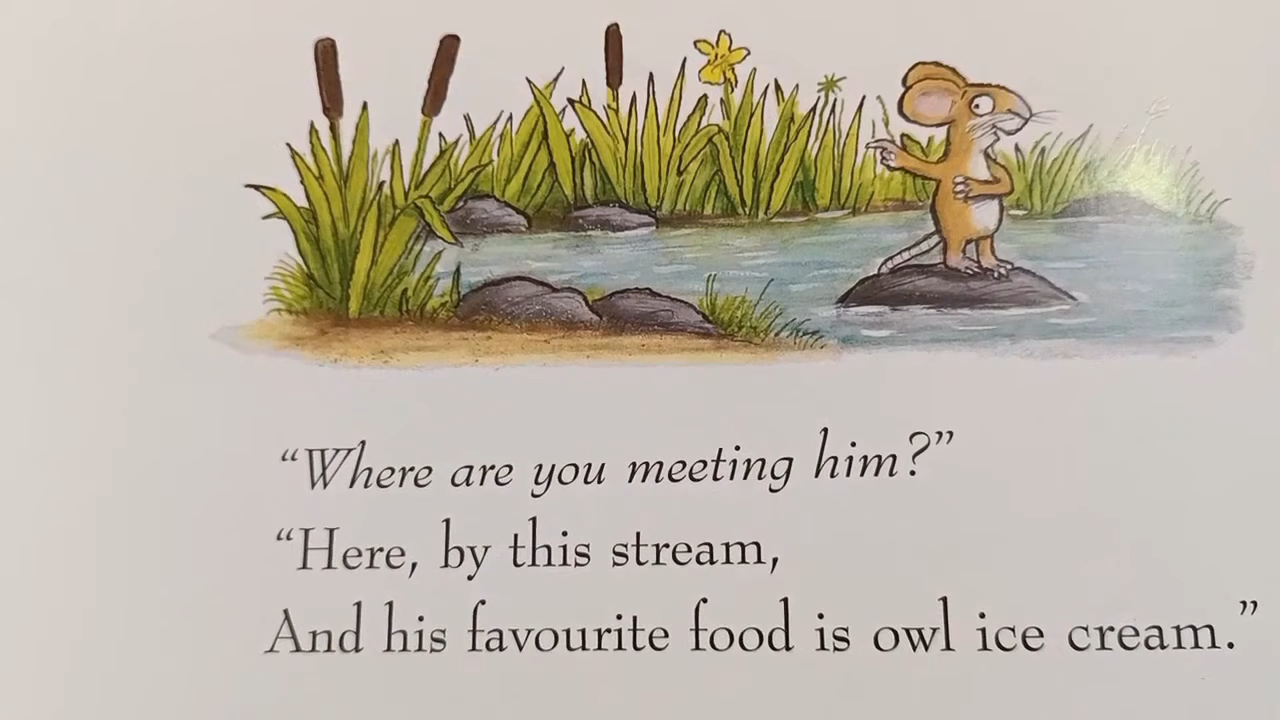 “Where are you meeting him?”
“Here, by this stream,
And his favourite food is owl ice cream.”